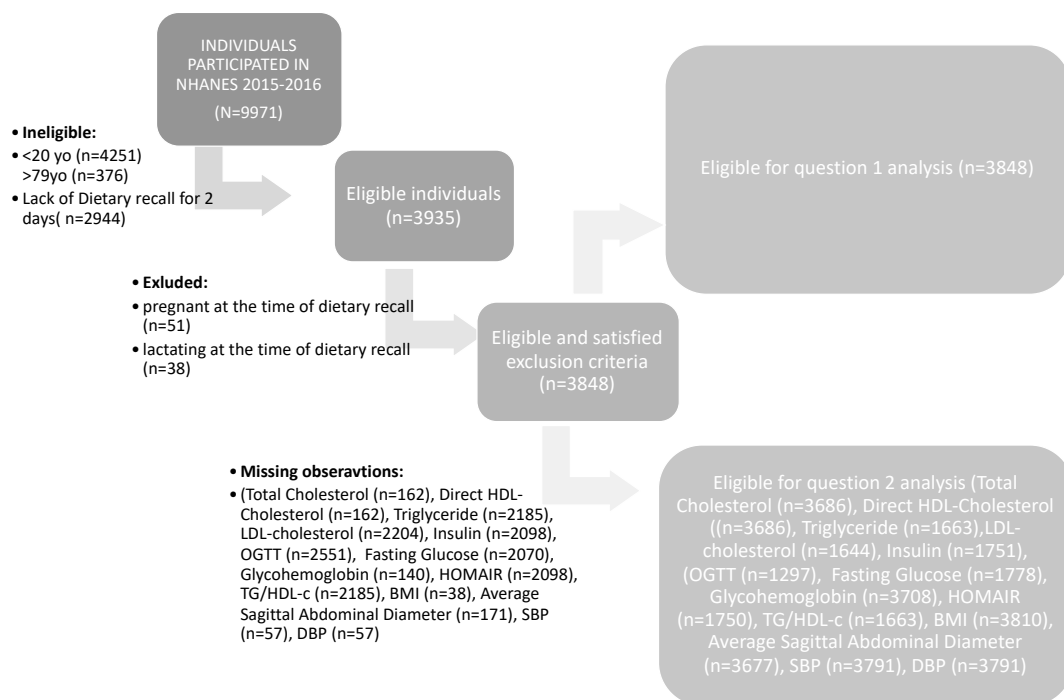 INDIVIDUALS
PARTICIPATED IN
NHANES 2015-2016
(N=9971)
• Ineligible:
• <20 yo (n=4251)
>79yo (n=376)
• Lack of Dietary recall for 2
days( n=2944)
Eligible individuals
(n=3935)
Eligible for question 1 analysis (n=3848)
• Exluded:
• pregnant at the time of dietary recall
(n=51)
• lactating at the time of dietary recall
(n=38)
Eligible and satisfied
exclusion criteria
(n=3848)
• Missing obseravtions:
• (Total Cholesterol (n=162), Direct HDL-
Cholesterol (n=162), Triglyceride (n=2185),
LDL-cholesterol (n=2204), Insulin (n=2098),
OGTT (n=2551), Fasting Glucose (n=2070),
Glycohemoglobin (n=140), HOMAIR (n=2098),
TG/HDL-c (n=2185), BMI (n=38), Average
Sagittal Abdominal Diameter (n=171), SBP
(n=57), DBP (n=57)
Eligible for question 2 analysis (Total
Cholesterol (n=3686), Direct HDL-Cholesterol
((n=3686), Triglyceride (n=1663),LDL-
cholesterol (n=1644), Insulin (n=1751),
(OGTT (n=1297), Fasting Glucose (n=1778),
Glycohemoglobin (n=3708), HOMAIR
(n=1750), TG/HDL-c (n=1663), BMI (n=3810),
Average Sagittal Abdominal Diameter
(n=3677), SBP (n=3791), DBP (n=3791)